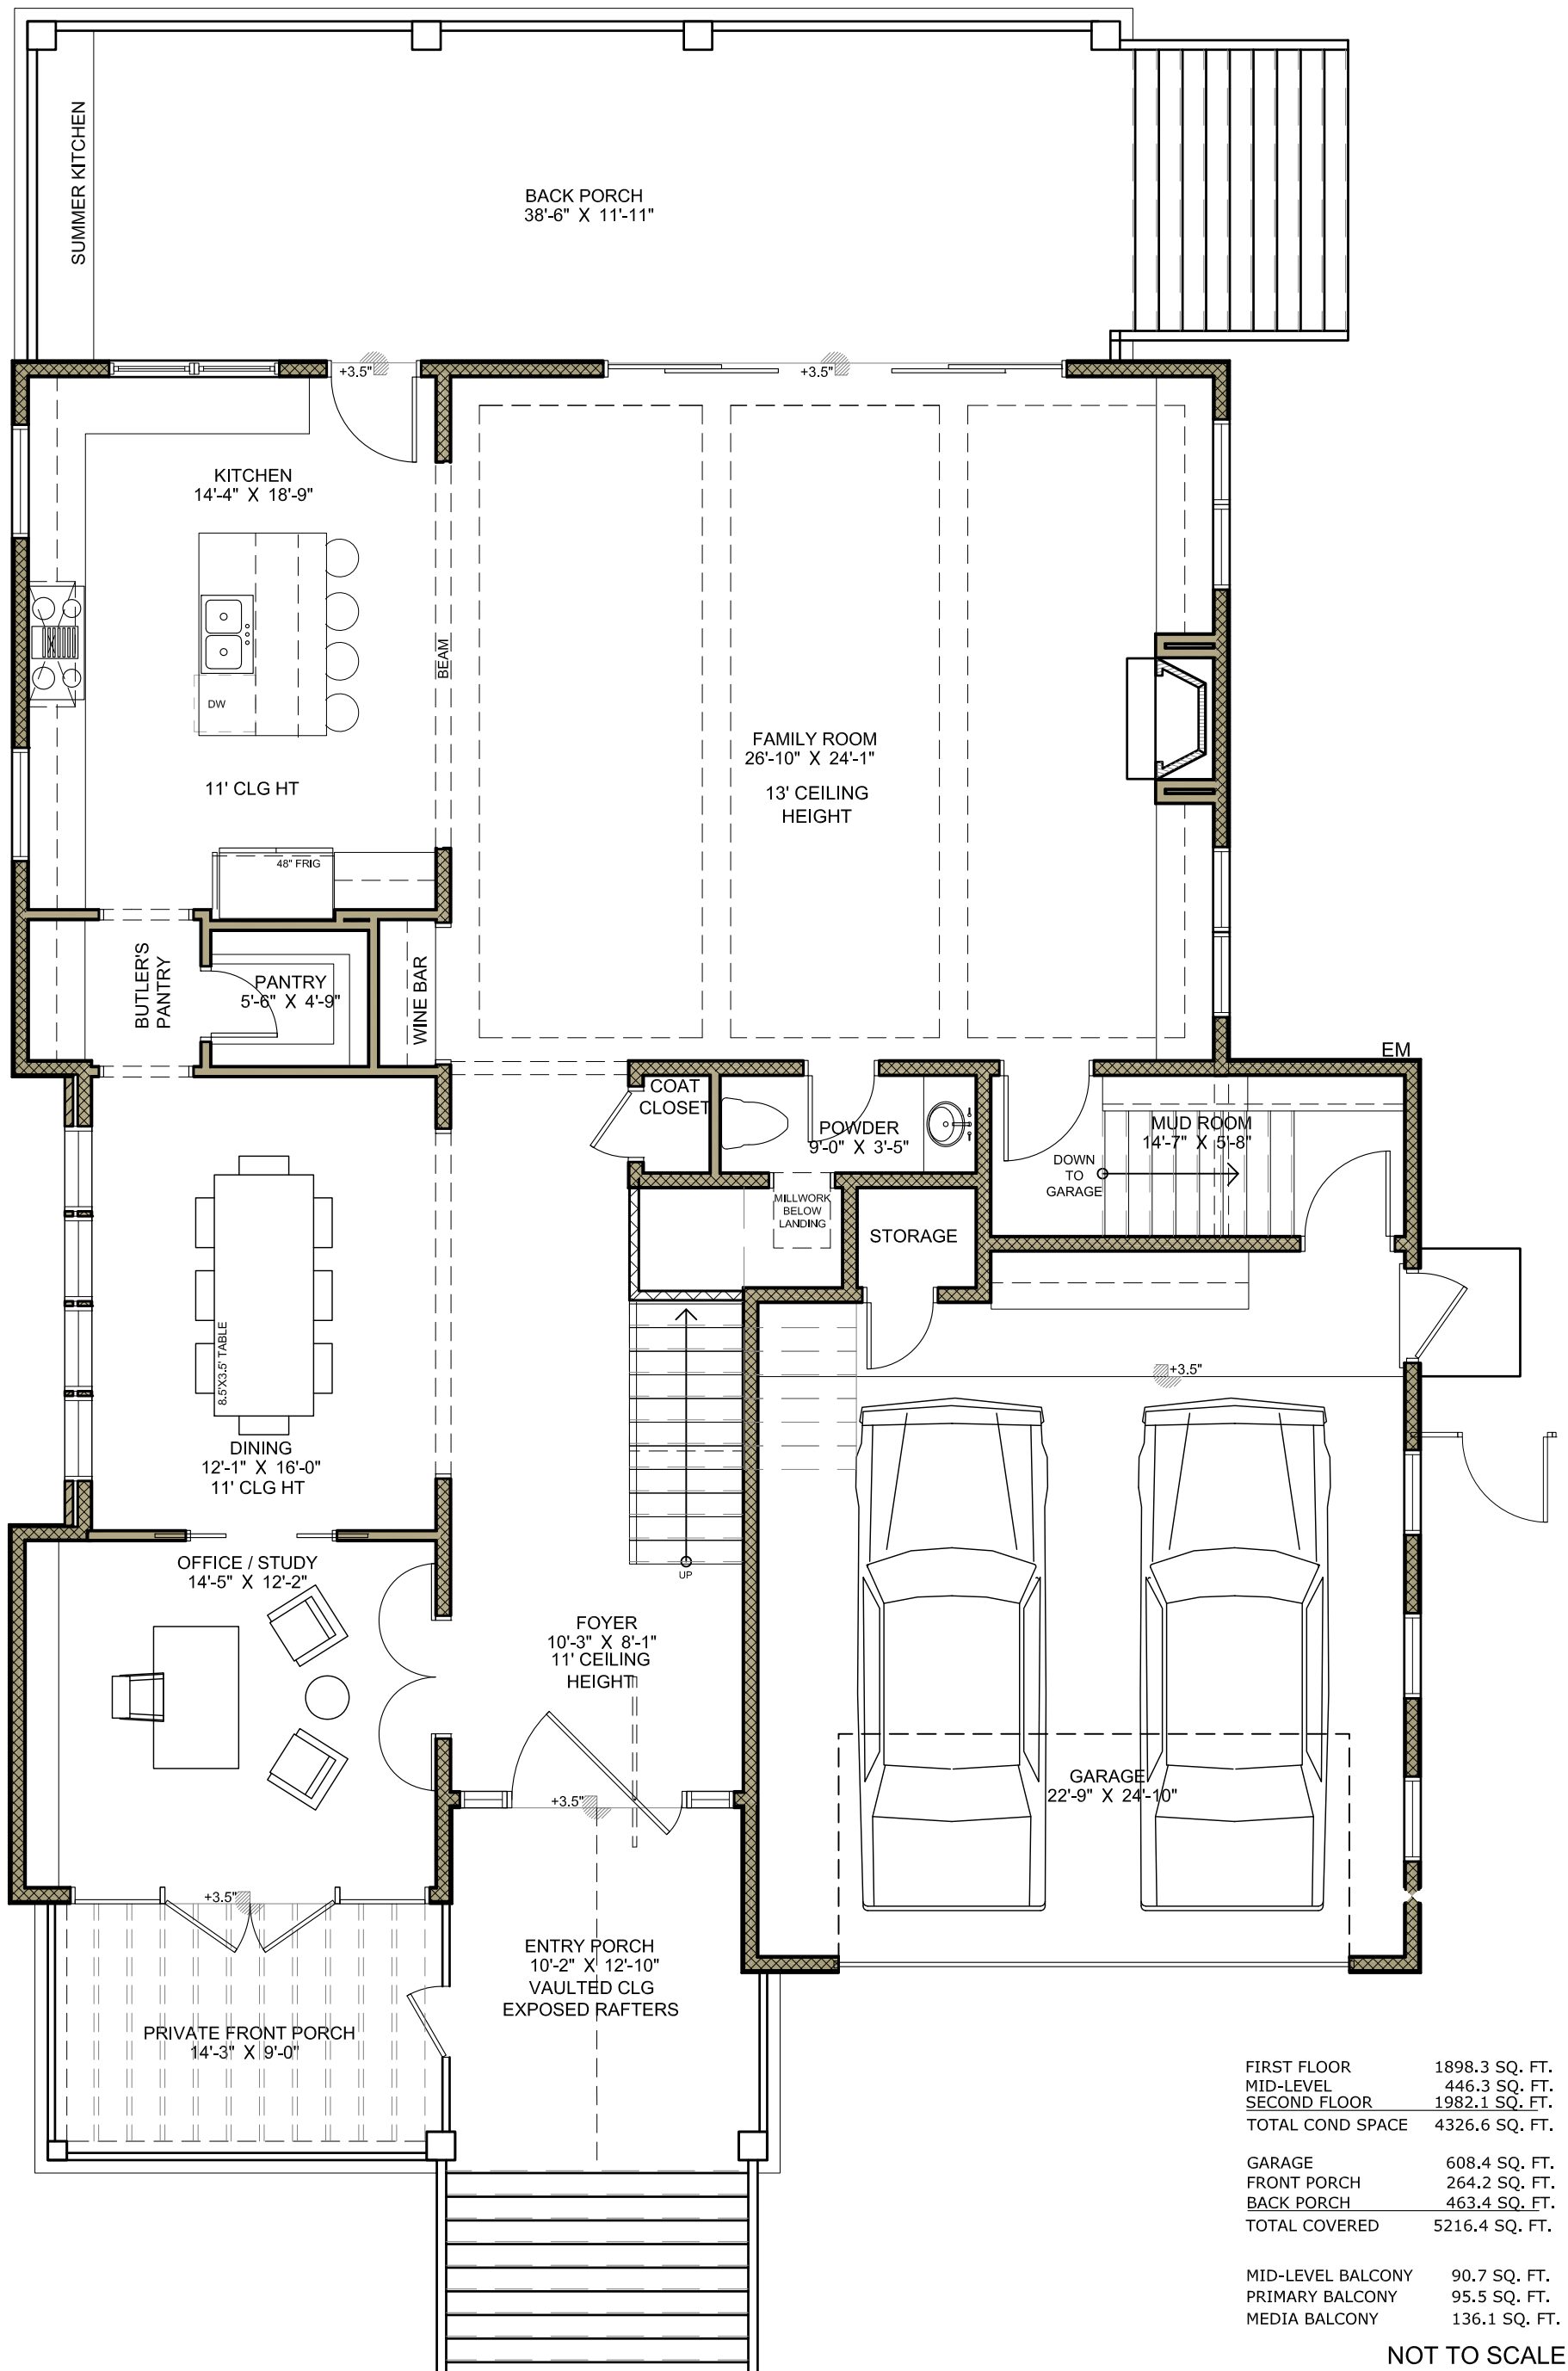 SUMMER KITCHEN
BACK PORCH
38'-6" X 11'-11"
+3.5"
+3.5"
KITCHEN
14'-4" X 18'-9"
BEAM
DW
FAMILY ROOM
26'-10" X 24'-1"
13' CEILING
HEIGHT
11' CLG HT
48" FRIG
BUTLER'S
PANTRY
PANTRY
5'-6" X 4'-9"
WINE BAR
EM
COAT
CLOSET
POWDER
9'-0" X 3'-5"
MUD ROOM
14'-7" X 5'-8"
DOWN
TO
GARAGE
MILLWORK
BELOW
LANDING
STORAGE
8.5'X3.5' TABLE
+3.5"
DINING
12'-1" X 16'-0"
11' CLG HT
OFFICE / STUDY
14'-5" X 12'-2"
UP
FOYER
10'-3" X 8'-1"
11' CEILING
HEIGHT
GARAGE
22'-9" X 24'-10"
+3.5"
+3.5"
ENTRY PORCH
10'-2" X 12'-10"
VAULTED CLG
EXPOSED RAFTERS
PRIVATE FRONT PORCH
14'-3" X 9'-0"
FIRST FLOOR 1898.3 SQ. FT.
MID-LEVEL 446.3 SQ. FT.
SECOND FLOOR 1982.1 SQ. FT.
TOTAL COND SPACE 4326.6 SQ. FT.
GARAGE 608.4 SQ. FT.
FRONT PORCH 264.2 SQ. FT.
BACK PORCH 463.4 SQ. FT.
TOTAL COVERED 5216.4 SQ. FT.
MID-LEVEL BALCONY 90.7 SQ. FT.
PRIMARY BALCONY 95.5 SQ. FT.
MEDIA BALCONY 136.1 SQ. FT.
NOT TO SCALE